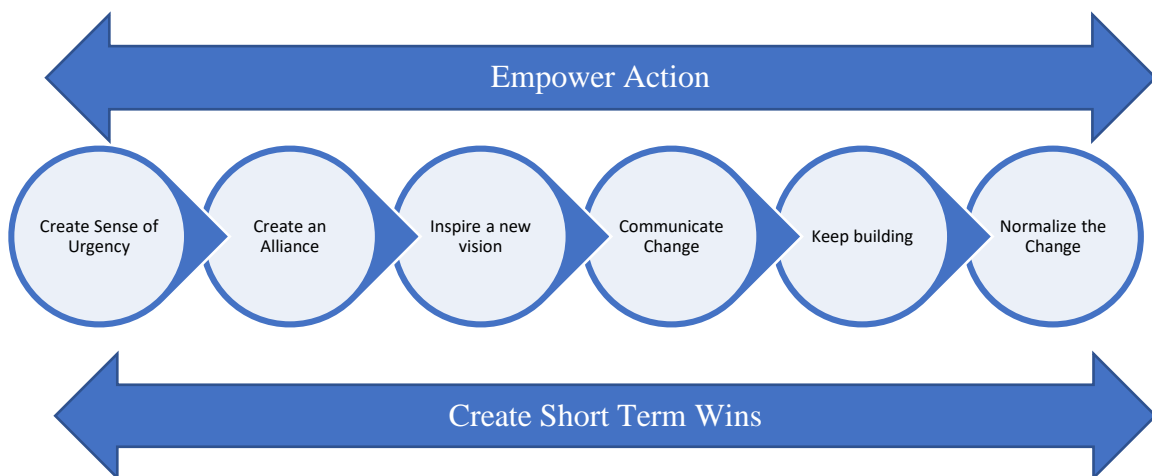 Empower Action
Create Sense of
Urgency
Create an
Alliance
Inspire a new
vision
Communicate
Change
Keep building
Normalize the
Change
Create Short Term Wins